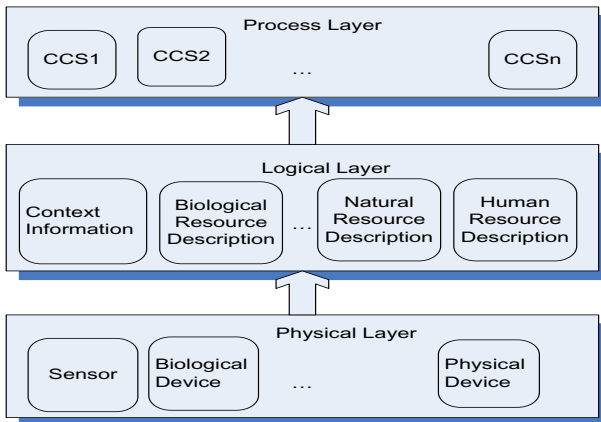 Process Layer
CCS1
CCS2
...
CCSn
Logical Layer
Context
Information
Biological
Resource
Description
...
Natural
Resource
Description
Human
Resource
Description
Physical Layer
Sensor
Biological
Device
...
Physical
Device